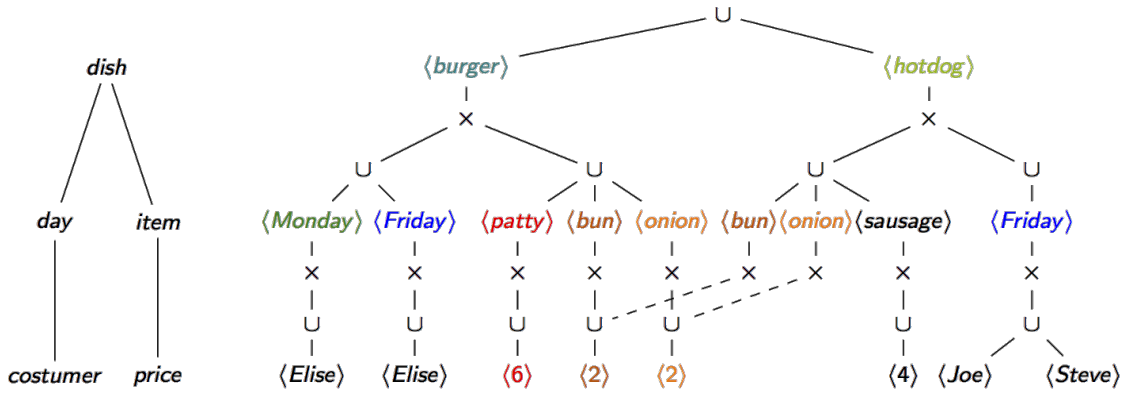 ∪
dish ⟨burger⟩ ⟨hotdog⟩
× ×
∪ ∪ ∪ ∪
day item ⟨Monday⟩ ⟨Friday⟩ ⟨patty⟩ ⟨bun⟩ ⟨onion⟩ ⟨bun⟩ ⟨onion⟩ ⟨sausage⟩ ⟨Friday⟩
× × × × × × × × ×
∪ ∪ ∪ ∪ ∪ ∪ ∪
costumer price ⟨Elise⟩ ⟨Elise⟩ ⟨6⟩ ⟨2⟩ ⟨2⟩ ⟨4⟩ ⟨Joe⟩ ⟨Steve⟩